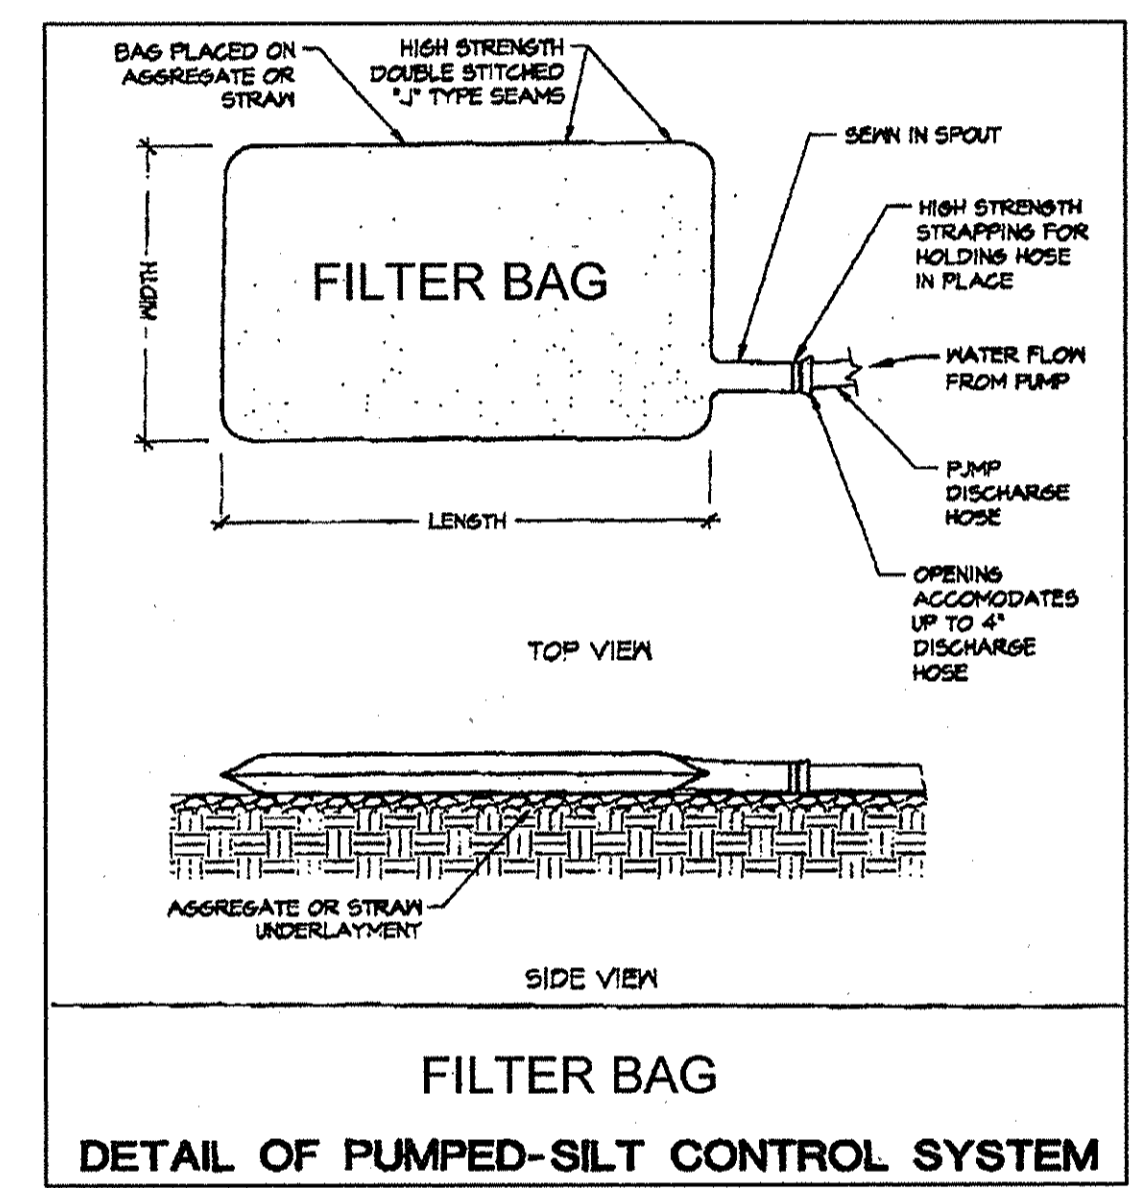 BAG PLACED ON
AGGREGATE OR
STRAW
HIGH STRENGTH
DOUBLE STITCHED
"J" TYPE SEAMS
SEWN IN SPOUT
HIGH STRENGTH
STRAPPING FOR
HOLDING HOSE
IN PLACE
WIDTH
FILTER BAG
WATER FLOW
FROM PUMP
PUMP
DISCHARGE
HOSE
LENGTH
OPENING
ACCOMODATES
UP TO 4"
DISCHARGE
HOSE
TOP VIEW
AGGREGATE OR STRAW
UNDERLAYMENT
SIDE VIEW
FILTER BAG
DETAIL OF PUMPED-SILT CONTROL SYSTEM